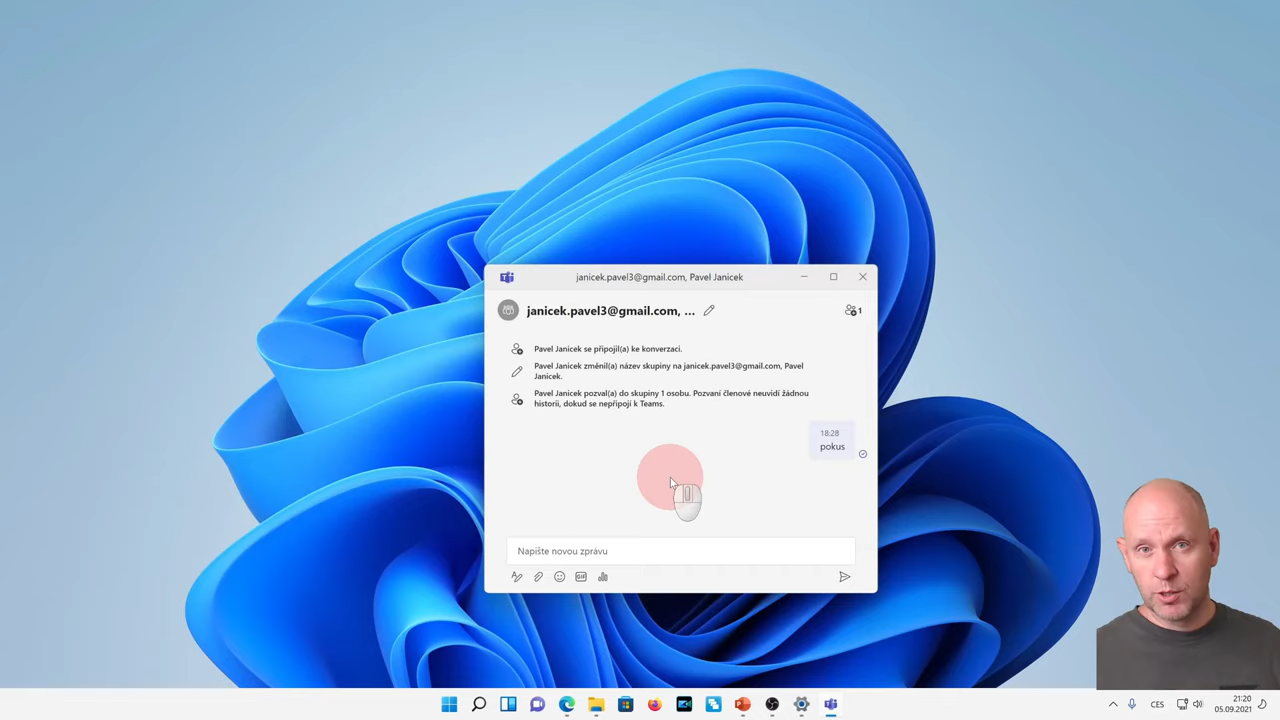 janicek.pavel3@gmail.com, Pavel Janicek
janicek.pavel3@gmail.com, ...
1
Pavel Janicek se připojil(a) ke konverzaci.
Pavel Janicek změnil(a) název skupiny na janicek.pavel3@gmail.com, Pavel
Janicek.
Pavel Janicek pozval(a) do skupiny 1 osobu. Pozvaní členové neuvidí žádnou
historii, dokud se nepřipojí k Teams.
18:28
pokus
Napište novou zprávu
GIF
CES
21:20
05.09.2021